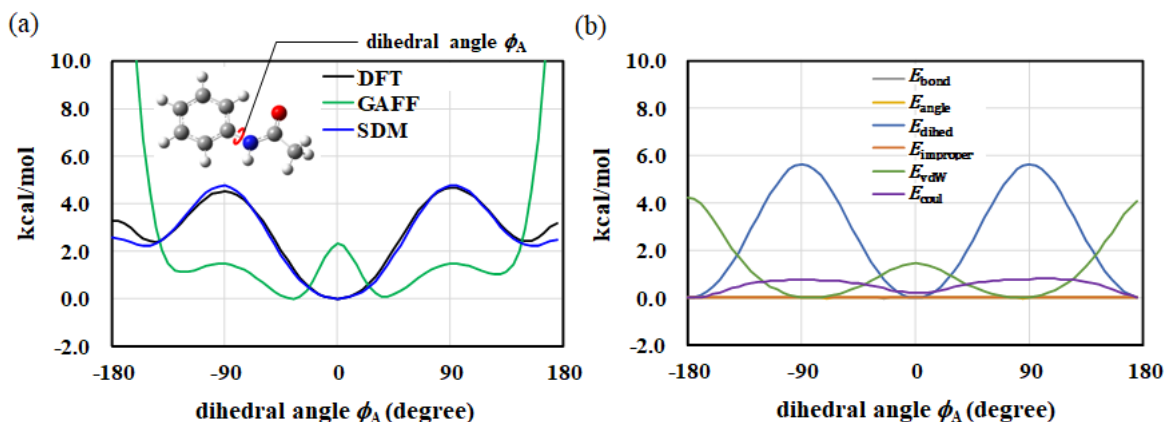 (a)
dihedral angle ϕA
10.0
8.0
6.0
4.0
2.0
0.0
-2.0
kcal/mol
DFT
GAFF
SDM
-180
-90
0
90
180
dihedral angle ϕA (degree)
(b)
10.0
8.0
6.0
4.0
2.0
0.0
-2.0
kcal/mol
Ebond
Eangle
Edihed
Eimproper
EvdW
Ecoul
-180
-90
0
90
180
dihedral angle ϕA (degree)